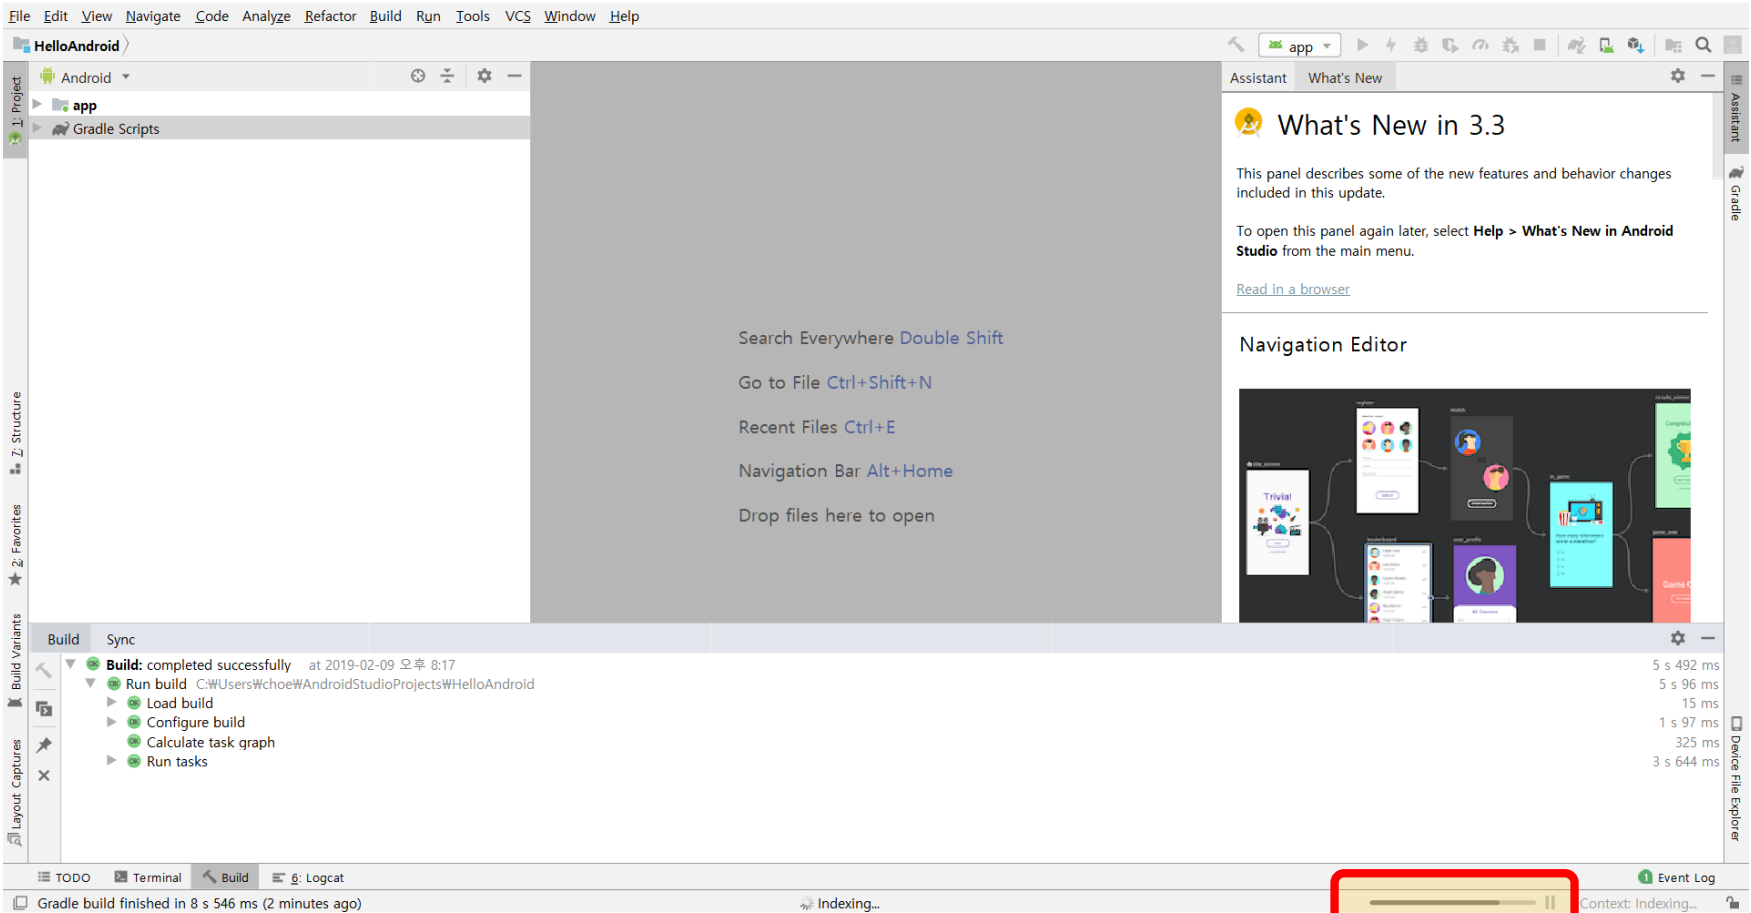 File Edit View Navigate Code Analyze Refactor Build Run Tools VCS Window Help
HelloAndroid
app
1: Project
Android
app
Gradle Scripts
7: Structure
2: Favorites
Build Variants
Layout Captures
Search Everywhere Double Shift
Go to File Ctrl+Shift+N
Recent Files Ctrl+E
Navigation Bar Alt+Home
Drop files here to open
Assistant What's New
What's New in 3.3
This panel describes some of the new features and behavior changes
included in this update.
To open this panel again later, select Help > What's New in Android
Studio from the main menu.
Read in a browser
Navigation Editor
register
match
title_screen
Trivia!
in_game
leaderboard
user_profile
Assistant
Gradle
Device File Explorer
Build Sync
Build: completed successfully at 2019-02-09 오후 8:17 5 s 492 ms
Run build C:₩Users₩choe₩AndroidStudioProjects₩HelloAndroid 5 s 96 ms
Load build 15 ms
Configure build 1 s 97 ms
Calculate task graph 325 ms
Run tasks 3 s 644 ms
TODO Terminal Build 6: Logcat 1 Event Log
Gradle build finished in 8 s 546 ms (2 minutes ago) Indexing... Context: Indexing...